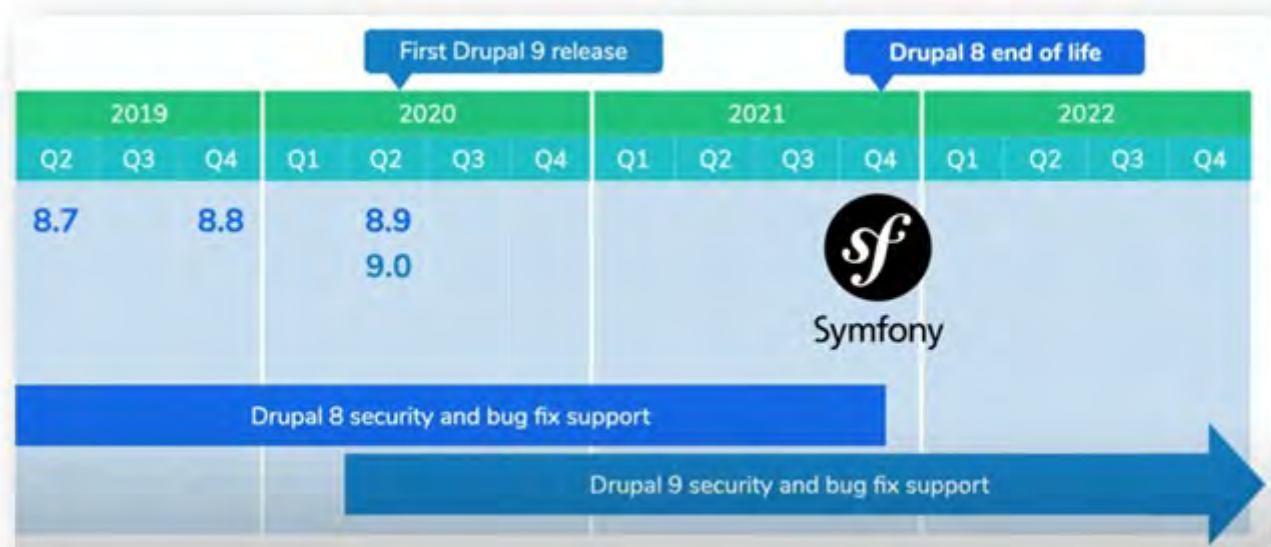 First Drupal 9 release
Drupal 8 end of life
2019 2020 2021 2022
Q2 Q3 Q4 Q1 Q2 Q3 Q4 Q1 Q2 Q3 Q4 Q1 Q2 Q3 Q4
8.7 8.8 8.9
9.0
sf
Symfony
Drupal 8 security and bug fix support
Drupal 9 security and bug fix support